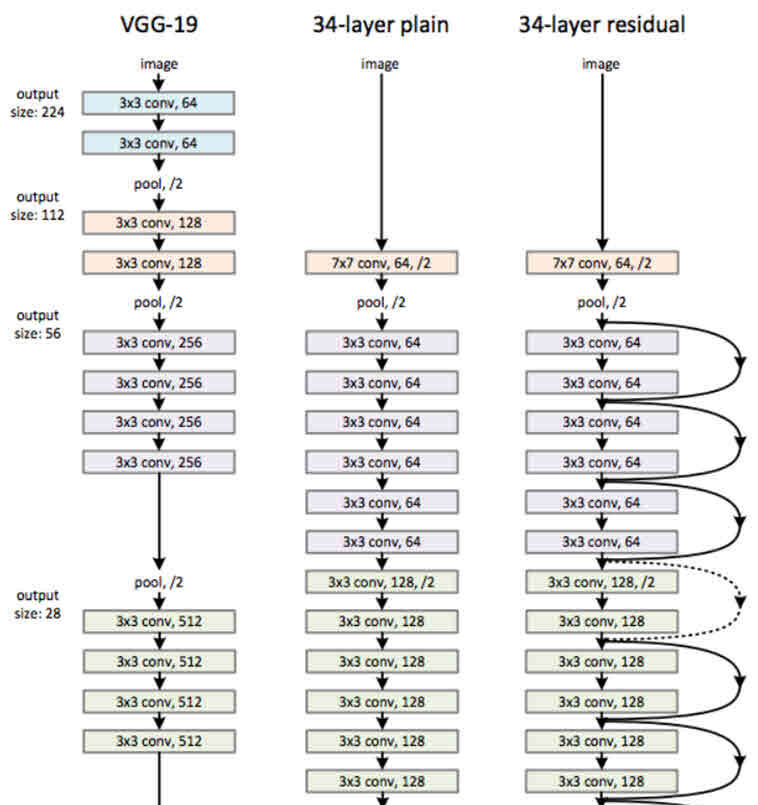 VGG-19
34-layer plain
34-layer residual
image
image
image
output
size: 224
3x3 conv, 64
3x3 conv, 64
pool, /2
output
size: 112
3x3 conv, 128
3x3 conv, 128
7x7 conv, 64, /2
7x7 conv, 64, /2
pool, /2
pool, /2
pool, /2
output
size: 56
3x3 conv, 256
3x3 conv, 64
3x3 conv, 64
3x3 conv, 256
3x3 conv, 64
3x3 conv, 64
3x3 conv, 256
3x3 conv, 64
3x3 conv, 64
3x3 conv, 256
3x3 conv, 64
3x3 conv, 64
3x3 conv, 64
3x3 conv, 64
3x3 conv, 64
3x3 conv, 64
pool, /2
3x3 conv, 128, /2
3x3 conv, 128, /2
output
size: 28
3x3 conv, 512
3x3 conv, 128
3x3 conv, 128
3x3 conv, 512
3x3 conv, 128
3x3 conv, 128
3x3 conv, 512
3x3 conv, 128
3x3 conv, 128
3x3 conv, 512
3x3 conv, 128
3x3 conv, 128
3x3 conv, 128
3x3 conv, 128